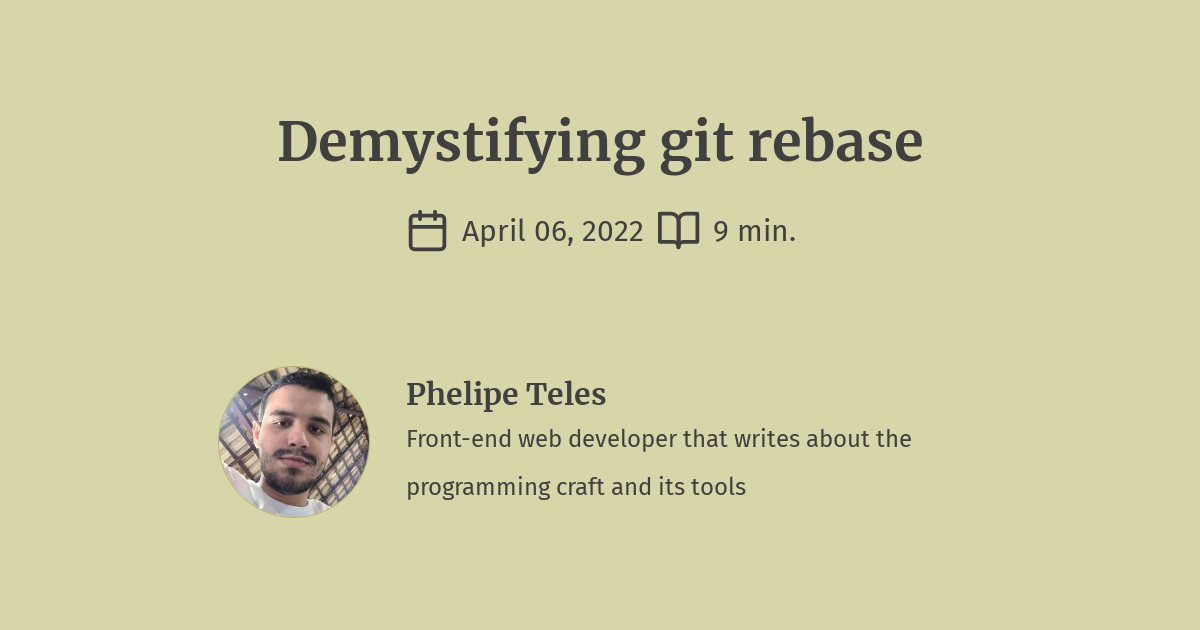 Demystifying git rebase
April 06, 2022 9 min.
Phelipe Teles
Front-end web developer that writes about the
programming craft and its tools